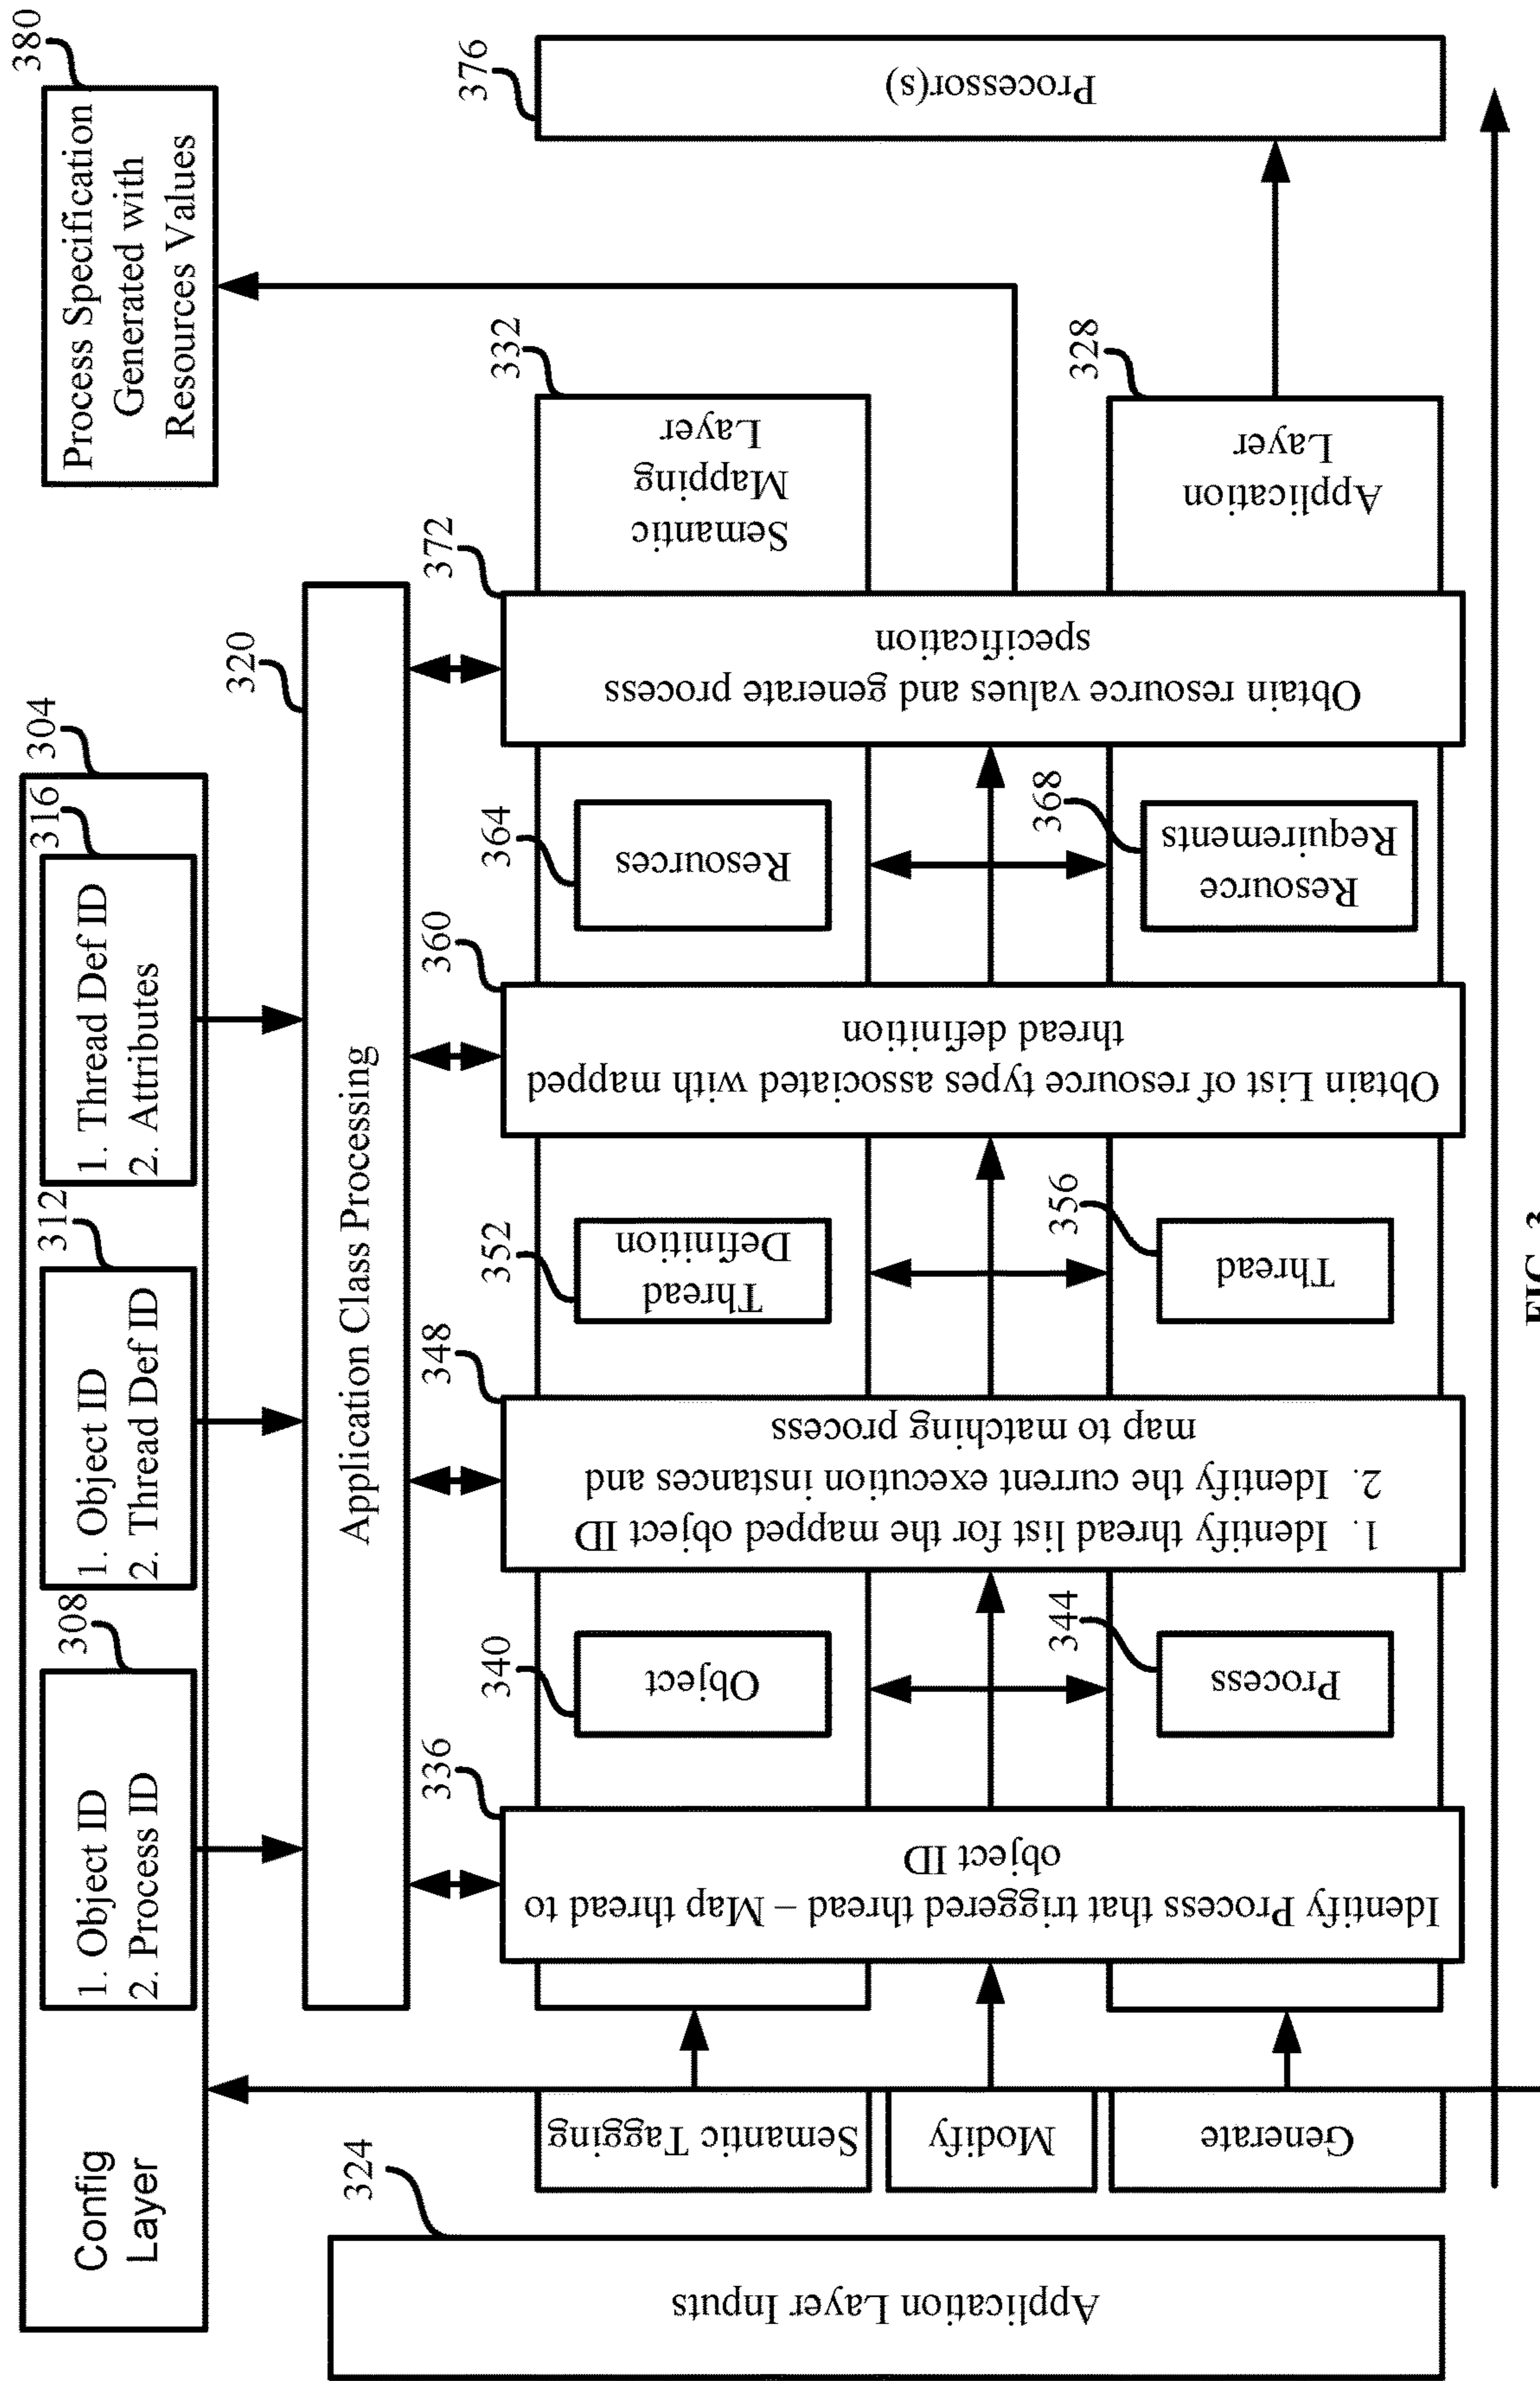 Config
Layer
304
1. Object ID
2. Process ID
308
1. Object ID
2. Thread Def ID
312
1. Thread Def ID
2. Attributes
316
Process Specification
Generated with
Resources Values
380
Application Class Processing
320
Application Layer Inputs
324
Semantic Tagging
Modify
Generate
Identify Process that triggered thread – Map thread to
object ID
336
Object
340
Process
344
1. Identify thread list for the mapped object ID
2. Identify the current execution instances and
map to matching process
348
Thread
Definition
352
Thread
356
Obtain List of resource types associated with mapped
thread definition
360
Resources
364
Resource
Requirements
368
Obtain resource values and generate process
specification
372
Semantic
Mapping
Layer
332
Application
Layer
328
Processor(s)
376
FIG. 3